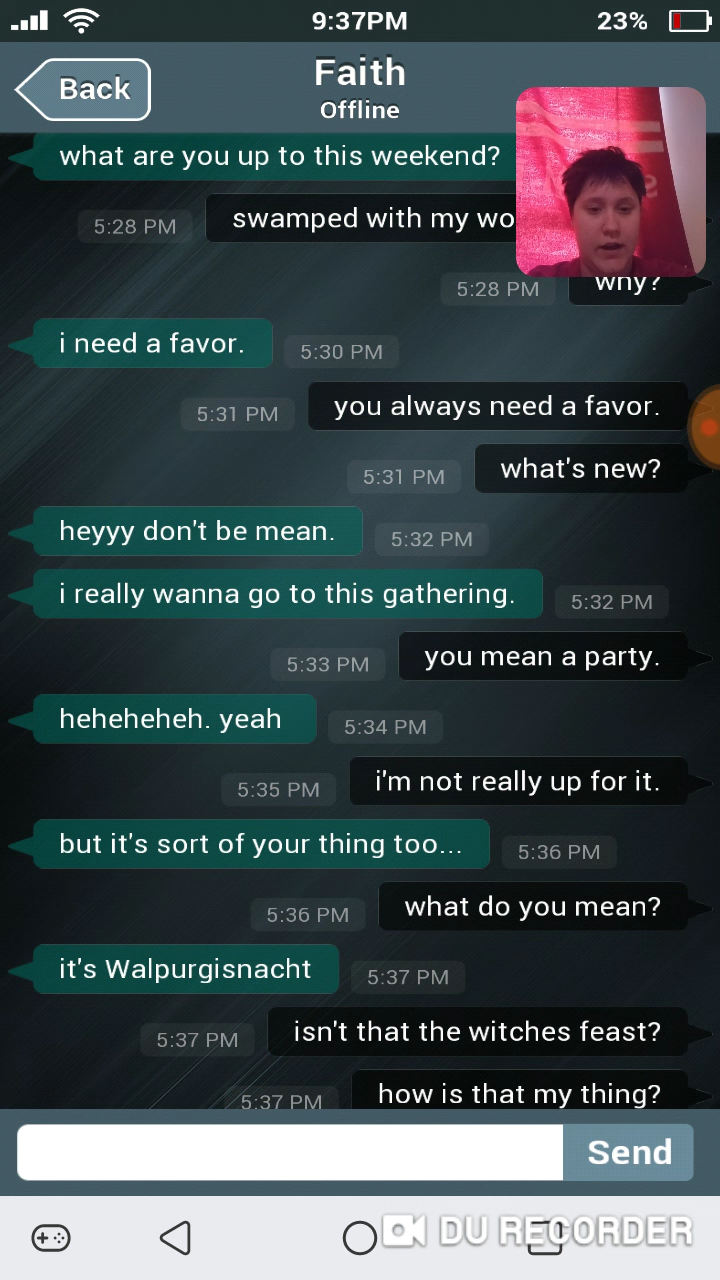 9:37PM 23%
Back
Faith
Offline
what are you up to this weekend?
5:28 PM swamped with my wo
5:28 PM why?
i need a favor. 5:30 PM
5:31 PM you always need a favor.
5:31 PM what's new?
heyyy don't be mean. 5:32 PM
i really wanna go to this gathering. 5:32 PM
5:33 PM you mean a party.
heheheheh. yeah 5:34 PM
5:35 PM i'm not really up for it.
but it's sort of your thing too... 5:36 PM
5:36 PM what do you mean?
it's Walpurgisnacht 5:37 PM
5:37 PM isn't that the witches feast?
5:37 PM how is that my thing?
Send
DU RECORDER